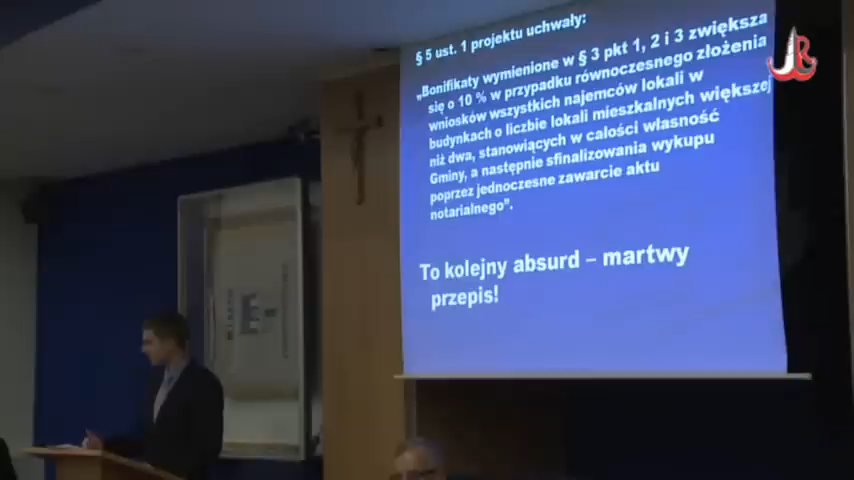 § 5 ust. 1 projektu uchwały:
„Bonifikaty wymienione w § 3 pkt 1, 2 i 3 zwiększa
się o 10 % w przypadku równoczesnego złożenia
wniosków wszystkich najemców lokali w
budynkach o liczbie lokali mieszkalnych większej
niż dwa, stanowiących w całości własność
Gminy, a następnie sfinalizowania wykupu
poprzez jednoczesne zawarcie aktu
notarialnego”.
To kolejny absurd – martwy
przepis!